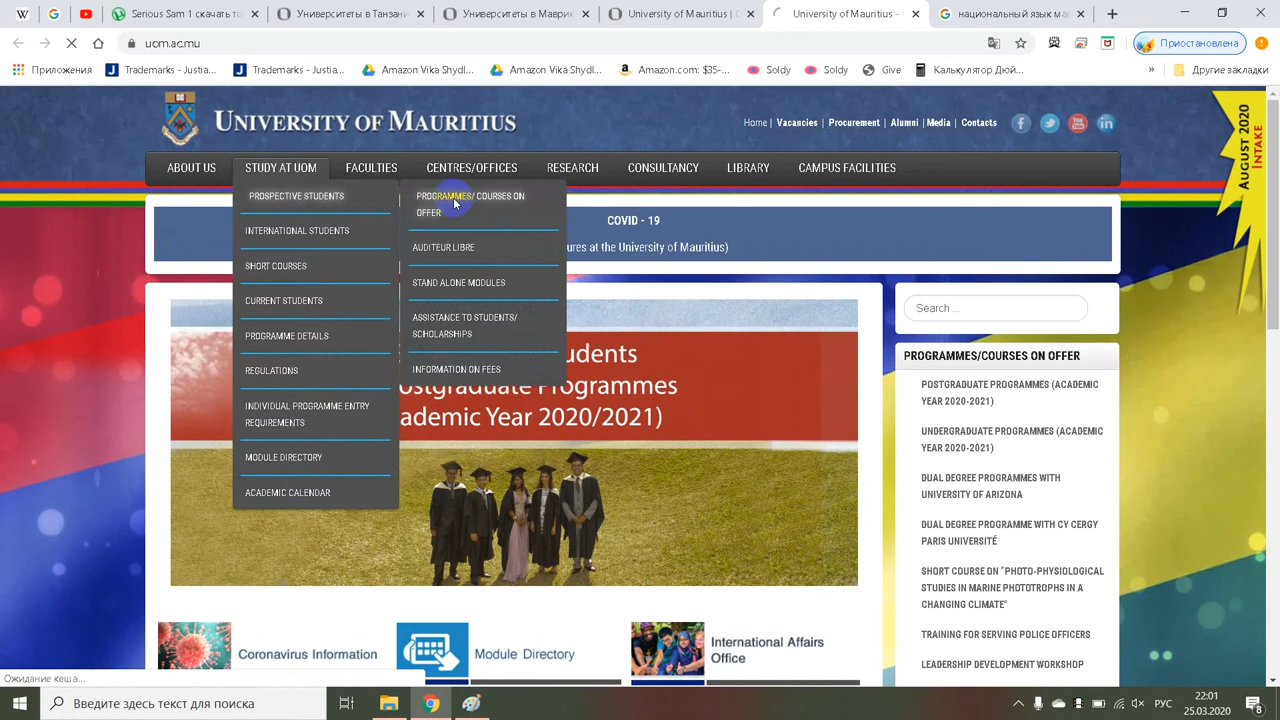 Serious Sam 1 за
УОМ
Университеты в Танзан
Университеты в Т
Университет Маврикия
University of Mauritius |
University of Mauritius -
национальный язык м
uom.ac.mu
Приостановлена
Приложения
Trademarks - Justia...
Trademarks - Justia...
Amazon Vika Shydl...
Amazon Vika Shydl...
Amazon.com: $35-...
Soldy
Soldy
Give
Калькулятор Дюй...
»
Другие закладки
UNIVERSITY OF MAURITIUS
Home | Vacancies | Procurement | Alumni | Media | Contacts
AUGUST 2020
INTAKE
ABOUT US STUDY AT UOM FACULTIES CENTRES/OFFICES RESEARCH CONSULTANCY LIBRARY CAMPUS FACILITIES
PROSPECTIVE STUDENTS
INTERNATIONAL STUDENTS
SHORT COURSES
CURRENT STUDENTS
PROGRAMME DETAILS
REGULATIONS
INDIVIDUAL PROGRAMME ENTRY
REQUIREMENTS
MODULE DIRECTORY
ACADEMIC CALENDAR
PROGRAMMES/ COURSES ON
OFFER
AUDITEUR LIBRE
STAND ALONE MODULES
ASSISTANCE TO STUDENTS/
SCHOLARSHIPS
INFORMATION ON FEES
COVID - 19
ures at the University of Mauritius)
udents
ostgraduate Programmes
ademic Year 2020/2021)
Search ...
PROGRAMMES/COURSES ON OFFER
POSTGRADUATE PROGRAMMES (ACADEMIC
YEAR 2020-2021)
UNDERGRADUATE PROGRAMMES (ACADEMIC
YEAR 2020-2021)
DUAL DEGREE PROGRAMMES WITH
UNIVERSITY OF ARIZONA
DUAL DEGREE PROGRAMME WITH CY CERGY
PARIS UNIVERSITÉ
SHORT COURSE ON "PHOTO-PHYSIOLOGICAL
STUDIES IN MARINE PHOTOTROPHS IN A
CHANGING CLIMATE"
TRAINING FOR SERVING POLICE OFFICERS
LEADERSHIP DEVELOPMENT WORKSHOP
Coronavirus Information
Module Directory
International Affairs
Office
Ожидание кеша...
Введите здесь текст для поиска
РУС
22:01
25.03.2020
8